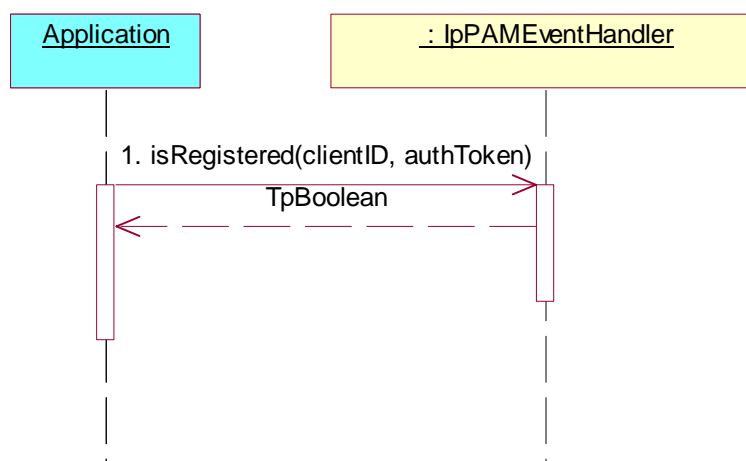 Application
: IpPAMEventHandler
1. isRegistered(clientID, authToken)
TpBoolean